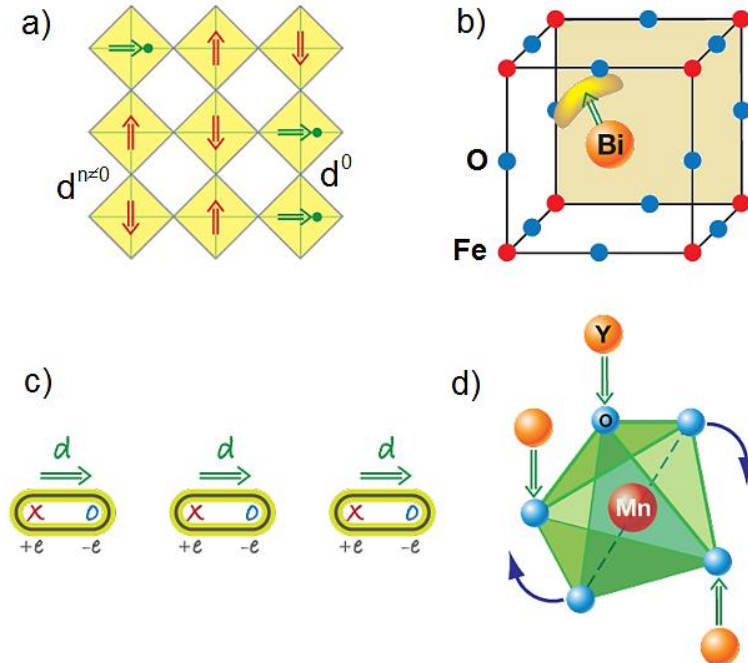 a)
d^{n≠0}
d^0
b)
Bi
O
Fe
c)
d d d
x o x o x o
+e -e +e -e +e -e
d)
Y
O
Mn